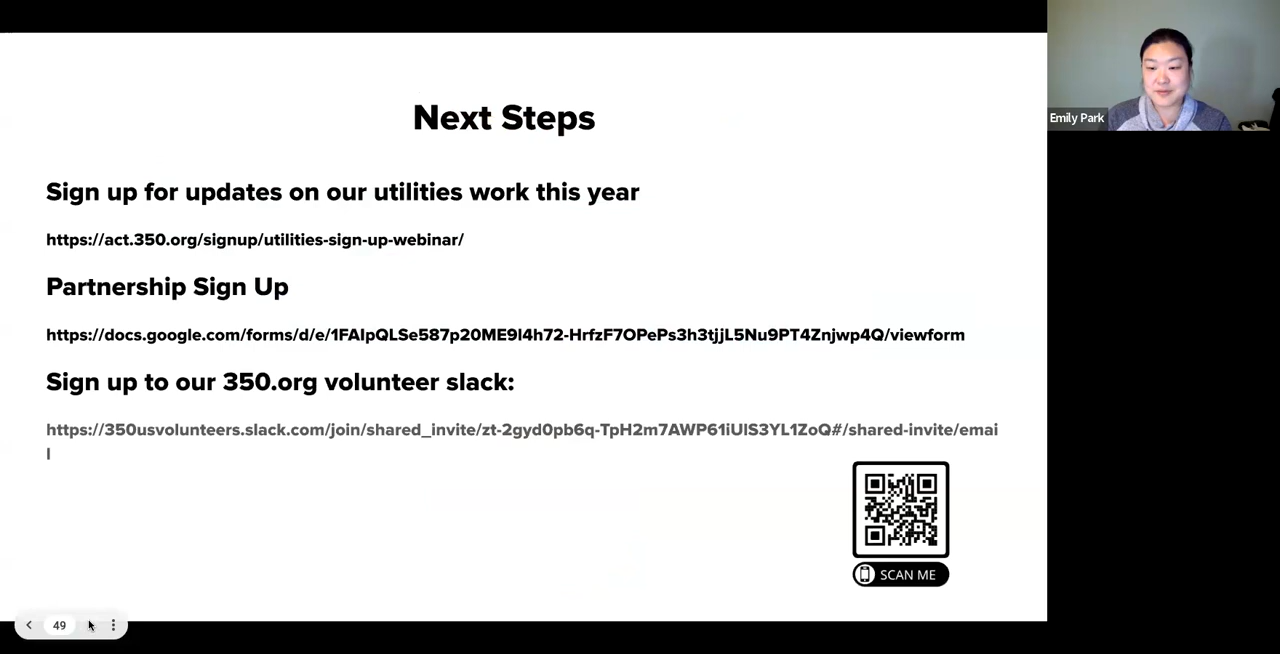 Next Steps
Sign up for updates on our utilities work this year
https://act.350.org/signup/utilities-sign-up-webinar/
Partnership Sign Up
https://docs.google.com/forms/d/e/1FAIpQLSe587p20ME9I4h72-HrfzF7OPePs3h3tjjL5Nu9PT4Znjwp4Q/viewform
Sign up to our 350.org volunteer slack:
https://350usvolunteers.slack.com/join/shared_invite/zt-2gyd0pb6q-TpH2m7AWP61iUlS3YL1ZoQ#/shared-invite/emai
l
SCAN ME
49
Emily Park